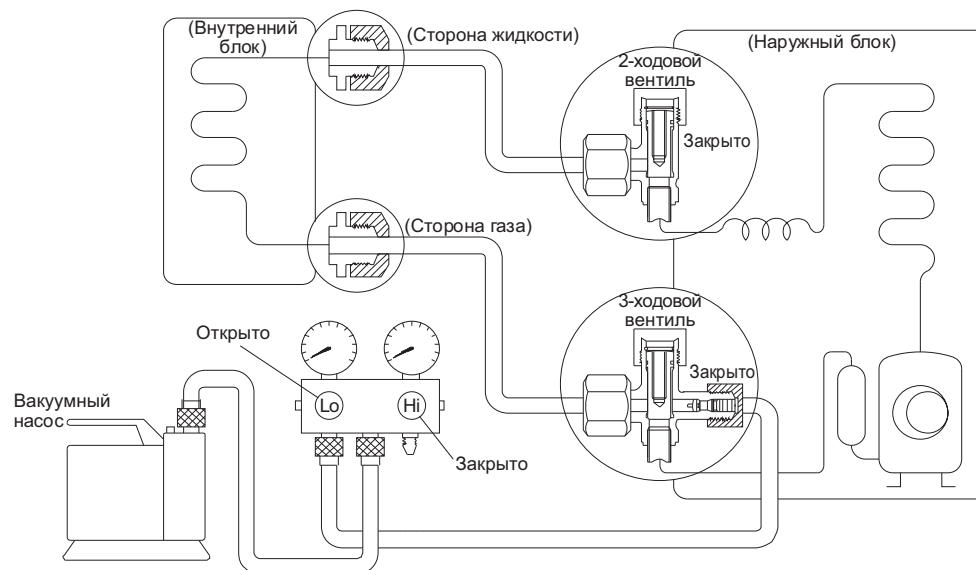 (Внутренний
блок)
(Сторона жидкости)
(Наружный блок)
2-ходовой
вентиль
Закрыто
(Сторона газа)
3-ходовой
вентиль
Закрыто
Открыто
Lo
Hi
Вакуумный
насос
Закрыто